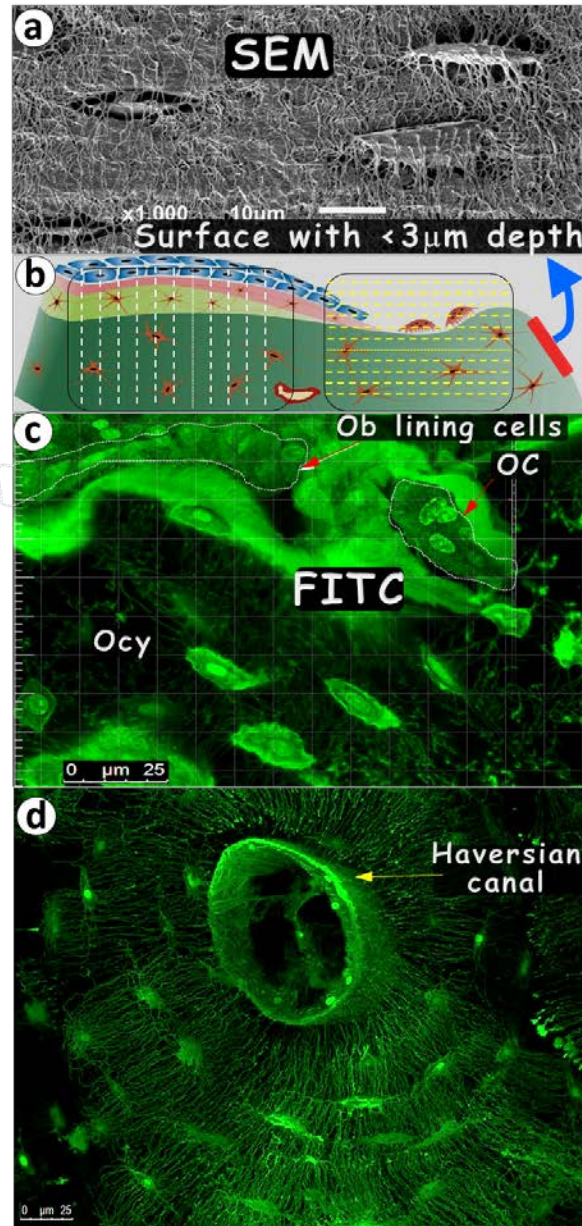 a
SEM
x1,000 10µm
Surface with <3µm depth
b
c
Ob lining cells
OC
FITC
Ocy
0 µm 25
d
Haversian
canal
0 µm 25